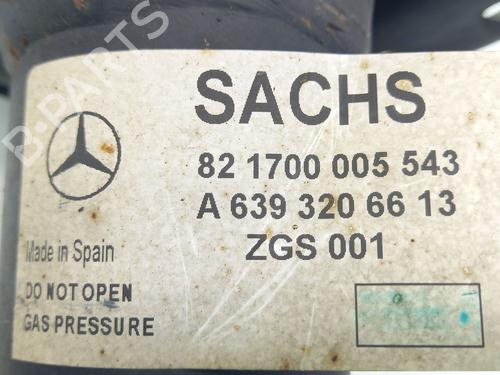 SACHS
82 1700 005 543
A 639 320 66 13
ZGS 001
Made in Spain
DO NOT OPEN
GAS PRESSURE
B-PARTS